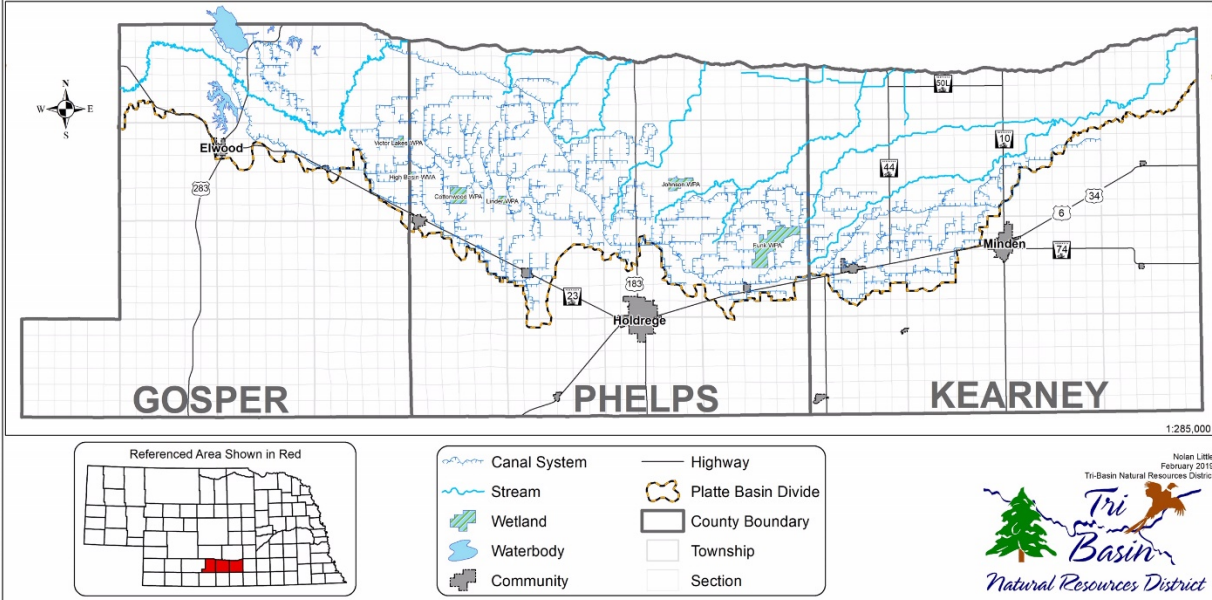 N
W E
S
50L
10
44
Elwood
Victor Lakes WPA
High Basin WMA
Cottonwood WPA
Linder WPA
Johnson WPA
283
34
6
Funk WPA
Minden
74
183
23
Holdrege
GOSPER
PHELPS
KEARNEY
1:285,000
Referenced Area Shown in Red
Canal System
Stream
Wetland
Waterbody
Community
Highway
Platte Basin Divide
County Boundary
Township
Section
Nolan Little
February 2019
Tri-Basin Natural Resources District
Tri
Basin
Natural Resources District